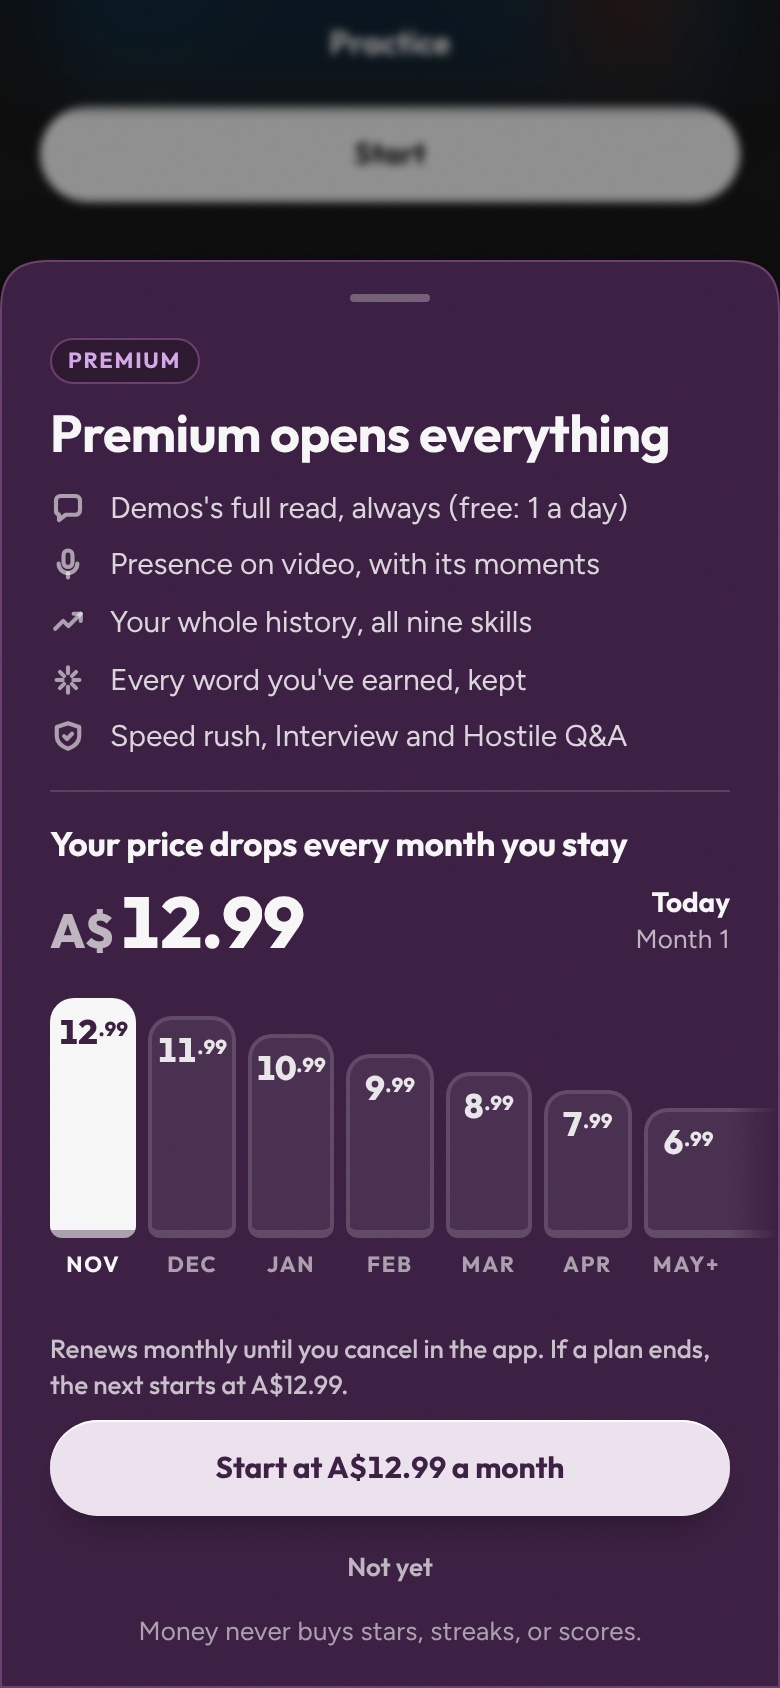 Practice
Start
PREMIUM
Premium opens everything
Demos's full read, always (free: 1 a day)
Presence on video, with its moments
Your whole history, all nine skills
Every word you've earned, kept
Speed rush, Interview and Hostile Q&A
Your price drops every month you stay
A$12.99
Today
Month 1
12.99
11.99
10.99
9.99
8.99
7.99
6.99
NOV DEC JAN FEB MAR APR MAY+
Renews monthly until you cancel in the app. If a plan ends,
the next starts at A$12.99.
Start at A$12.99 a month
Not yet
Money never buys stars, streaks, or scores.